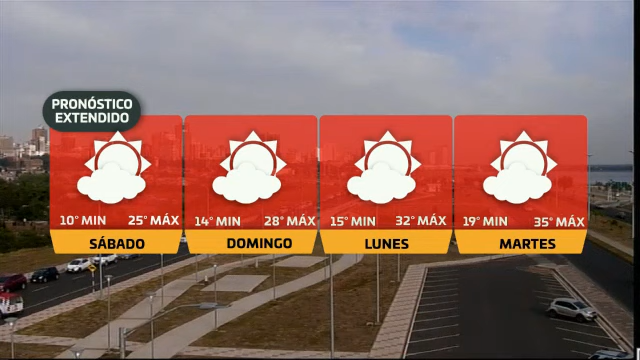 PRONÓSTICO
EXTENDIDO
10° MIN 25° MÁX
SÁBADO
14° MIN 28° MÁX
DOMINGO
15° MIN 32° MÁX
LUNES
19° MIN 35° MÁX
MARTES